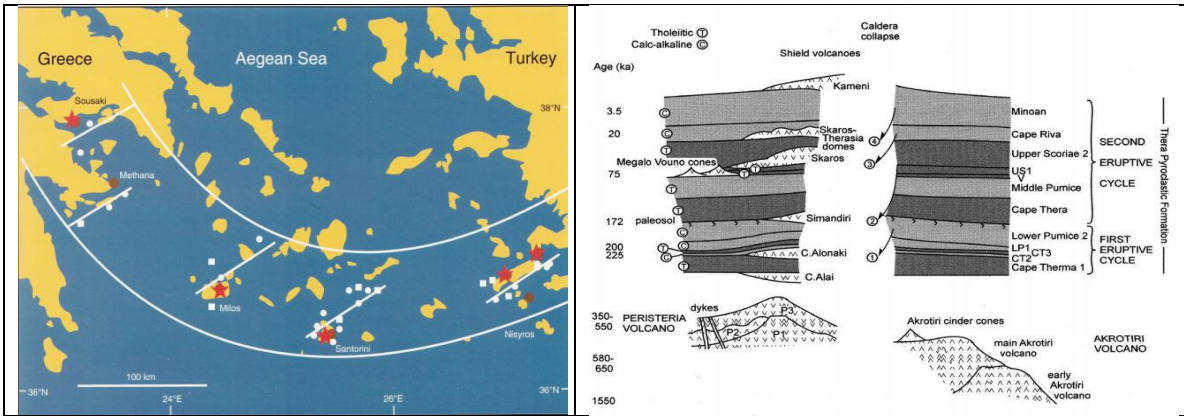 Greece
Aegean Sea
Turkey
Sousaki
38°N
Methana
Milos
Santorini
Nisyros
100 km
36°N
24°E
26°E
36°N
Tholeiitic T
Calc-alkaline C
Caldera
collapse
Shield volcanoes
Age (ka)
Kameni
3.5
C
Minoan
20
C
Skaros-
Therasia
domes
4
Cape Riva
T
Skaros
3
Upper Scoriae 2
Megalo Vouno cones
T
T
US1
75
V
T
Middle Pumice
T
Cape Thera
172
paleosol
Simandiri
2
SECOND
ERUPTIVE
CYCLE
C
Lower Pumice 2
200
T
C
LP1
CT3
225
C
C.Alonaki
1
CT2
T
Cape Therma 1
C.Alai
FIRST
ERUPTIVE
CYCLE
Thera Pyroclastic Formation
350-
550
PERISTERIA
VOLCANO
dykes
P3
P2
P1
580-
650
1550
Akrotiri cinder cones
main Akrotiri
volcano
early
Akrotiri
volcano
AKROTIRI
VOLCANO